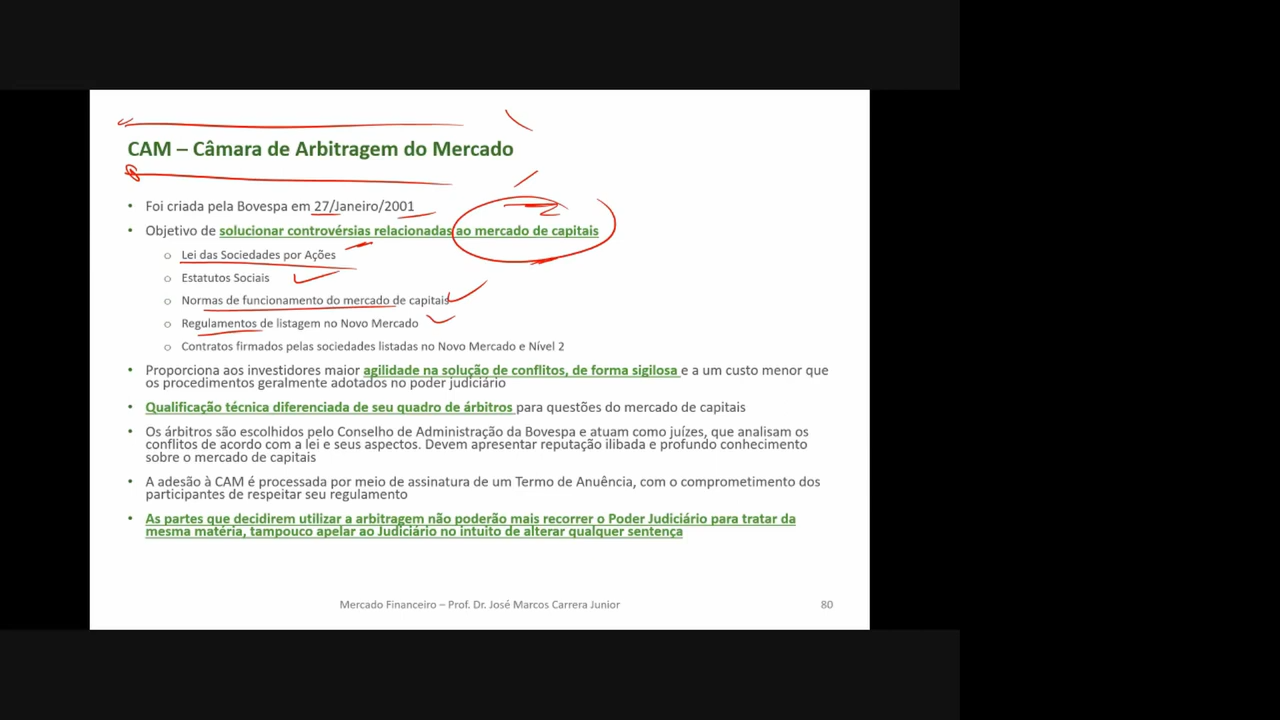 CAM – Câmara de Arbitragem do Mercado
• Foi criada pela Bovespa em 27/Janeiro/2001
• Objetivo de solucionar controvérsias relacionadas ao mercado de capitais
o Lei das Sociedades por Ações
o Estatutos Sociais
o Normas de funcionamento do mercado de capitais
o Regulamentos de listagem no Novo Mercado
o Contratos firmados pelas sociedades listadas no Novo Mercado e Nível 2
• Proporciona aos investidores maior agilidade na solução de conflitos, de forma sigilosa e a um custo menor que
os procedimentos geralmente adotados no poder judiciário
• Qualificação técnica diferenciada de seu quadro de árbitros para questões do mercado de capitais
• Os árbitros são escolhidos pelo Conselho de Administração da Bovespa e atuam como juízes, que analisam os
conflitos de acordo com a lei e seus aspectos. Devem apresentar reputação ilibada e profundo conhecimento
sobre o mercado de capitais
• A adesão à CAM é processada por meio de assinatura de um Termo de Anuência, com o comprometimento dos
participantes de respeitar seu regulamento
• As partes que decidirem utilizar a arbitragem não poderão mais recorrer o Poder Judiciário para tratar da
mesma matéria, tampouco apelar ao Judiciário no intuito de alterar qualquer sentença
Mercado Financeiro – Prof. Dr. José Marcos Carrera Junior
80